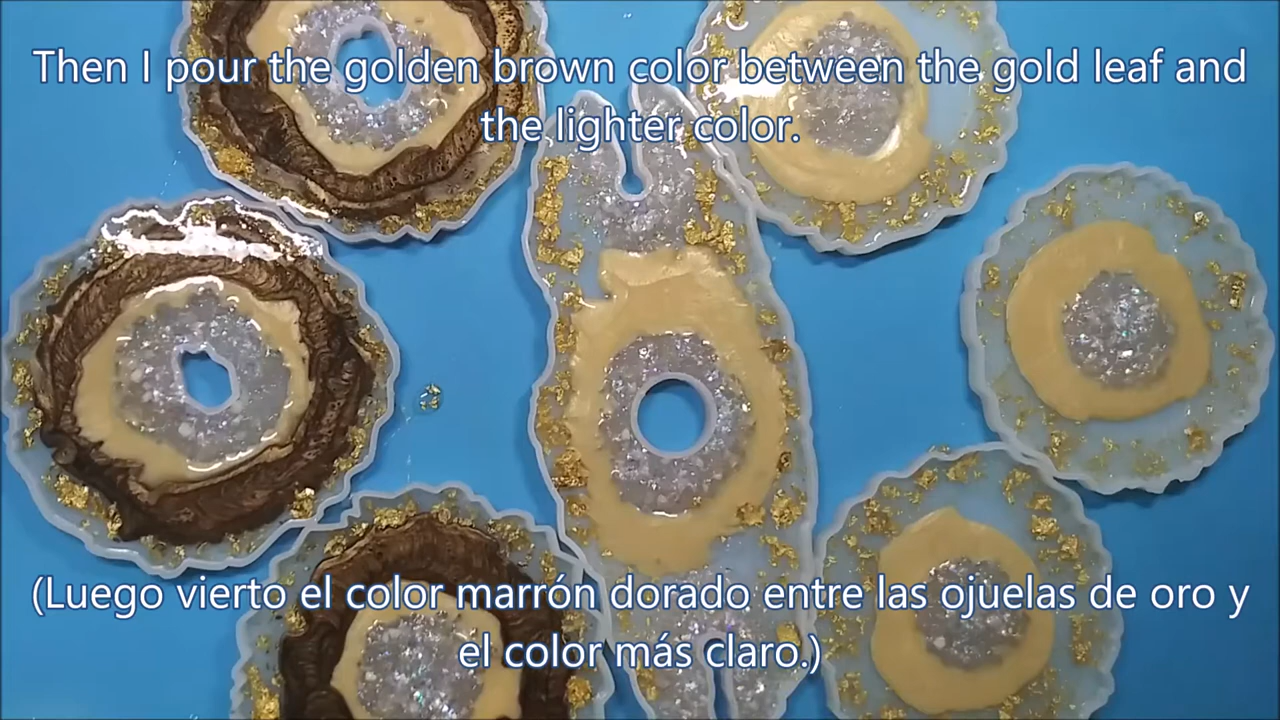 Then I pour the golden brown color between the gold leaf and
the lighter color.
(Luego vierto el color marrón dorado entre las ojuelas de oro y
el color más claro.)